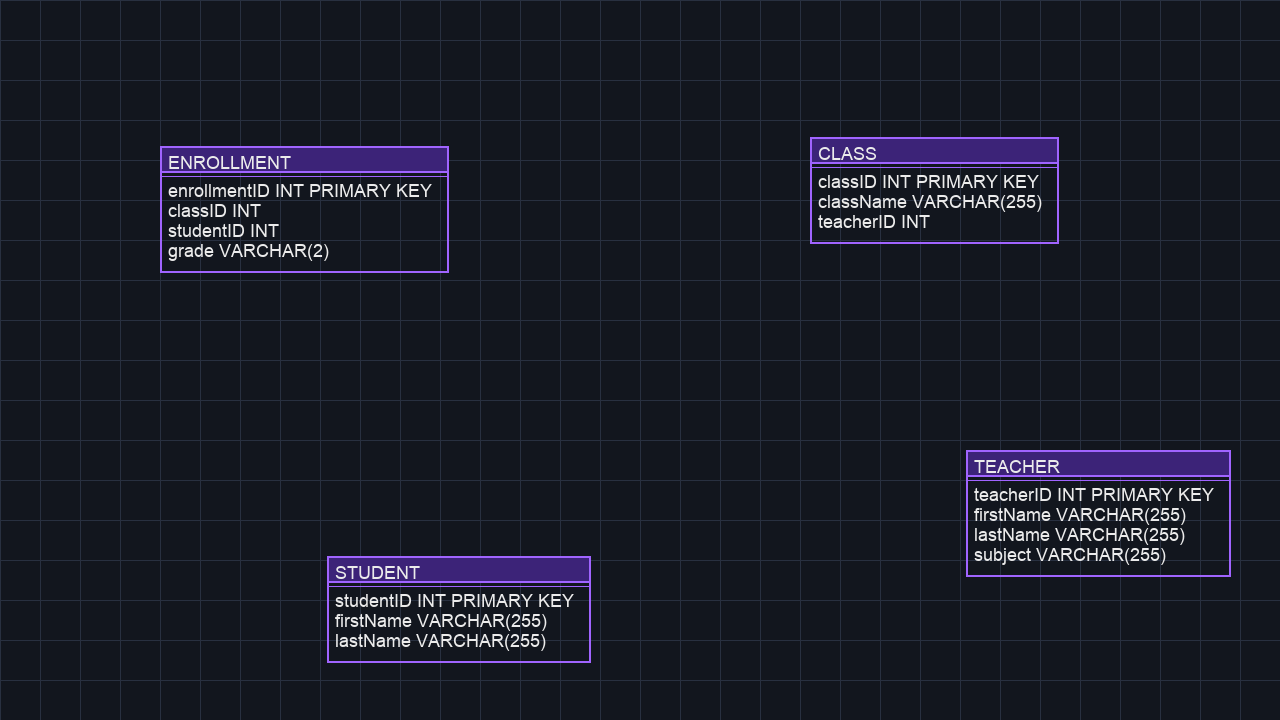 ENROLLMENT
enrollmentID INT PRIMARY KEY
classID INT
studentID INT
grade VARCHAR(2)
CLASS
classID INT PRIMARY KEY
className VARCHAR(255)
teacherID INT
TEACHER
teacherID INT PRIMARY KEY
firstName VARCHAR(255)
lastName VARCHAR(255)
subject VARCHAR(255)
STUDENT
studentID INT PRIMARY KEY
firstName VARCHAR(255)
lastName VARCHAR(255)